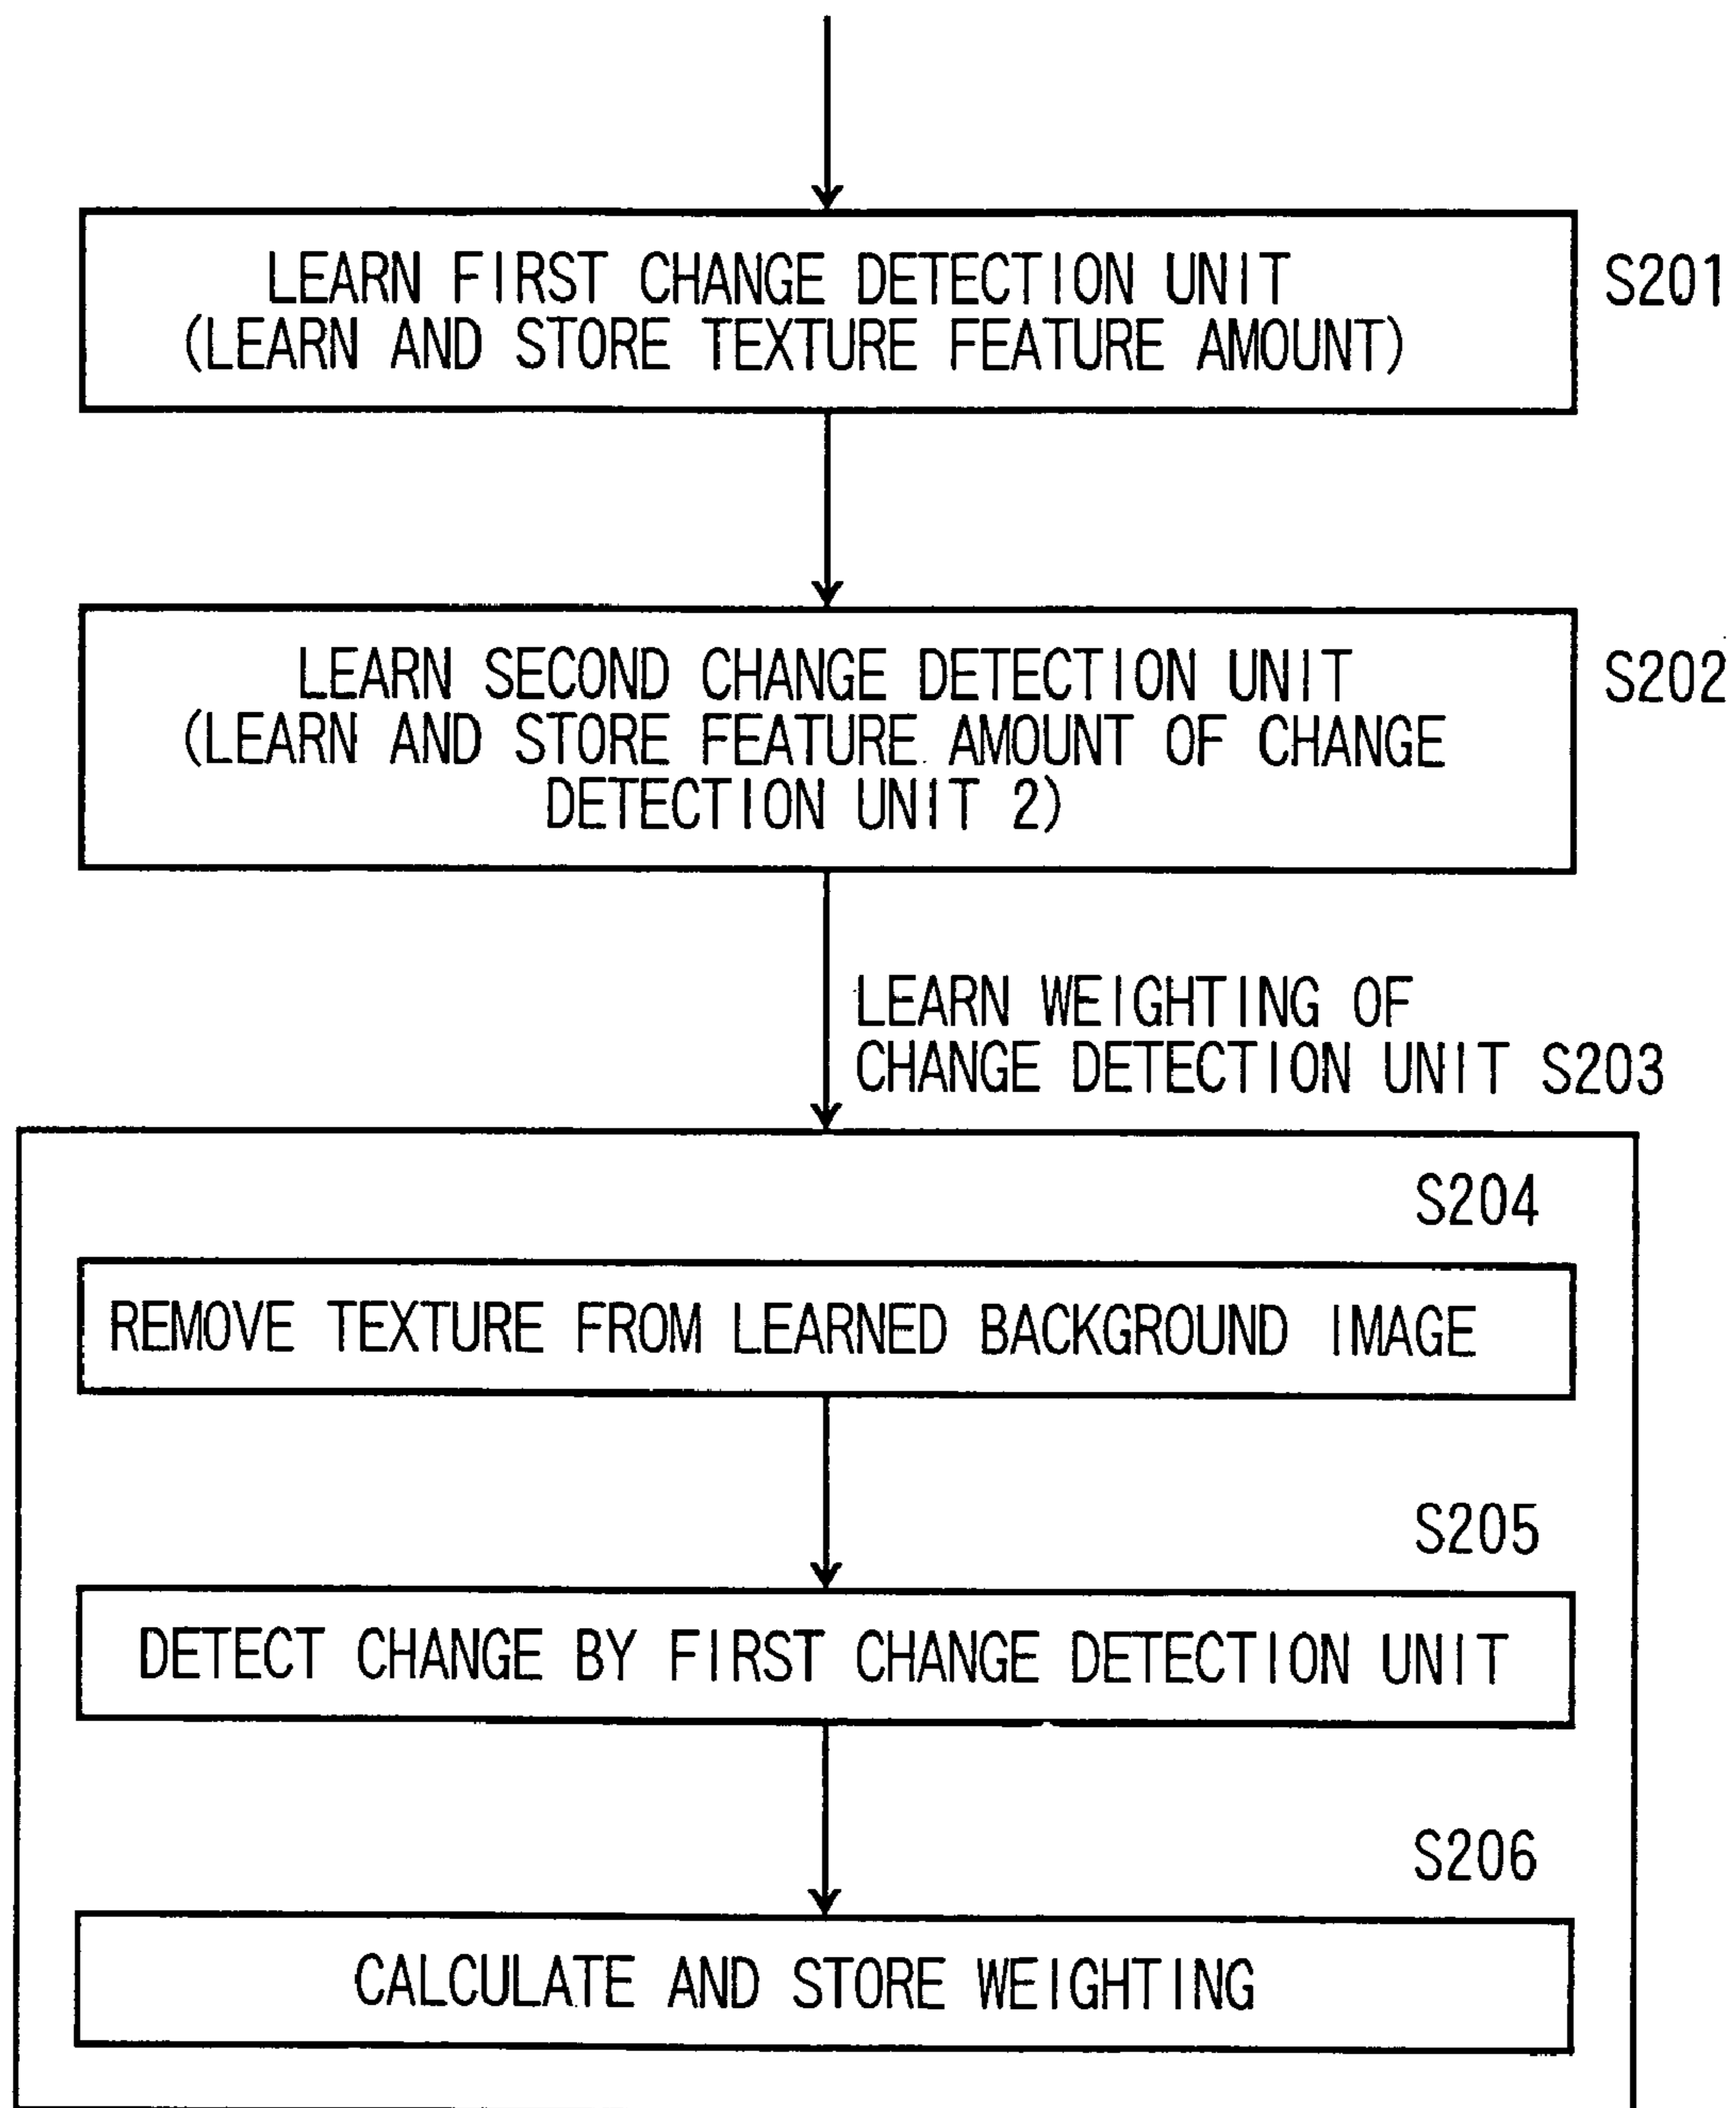 LEARN FIRST CHANGE DETECTION UNIT
(LEARN AND STORE TEXTURE FEATURE AMOUNT)
S201
LEARN SECOND CHANGE DETECTION UNIT
(LEARN AND STORE FEATURE AMOUNT OF CHANGE
DETECTION UNIT 2)
S202
LEARN WEIGHTING OF
CHANGE DETECTION UNIT S203
S204
REMOVE TEXTURE FROM LEARNED BACKGROUND IMAGE
S205
DETECT CHANGE BY FIRST CHANGE DETECTION UNIT
S206
CALCULATE AND STORE WEIGHTING